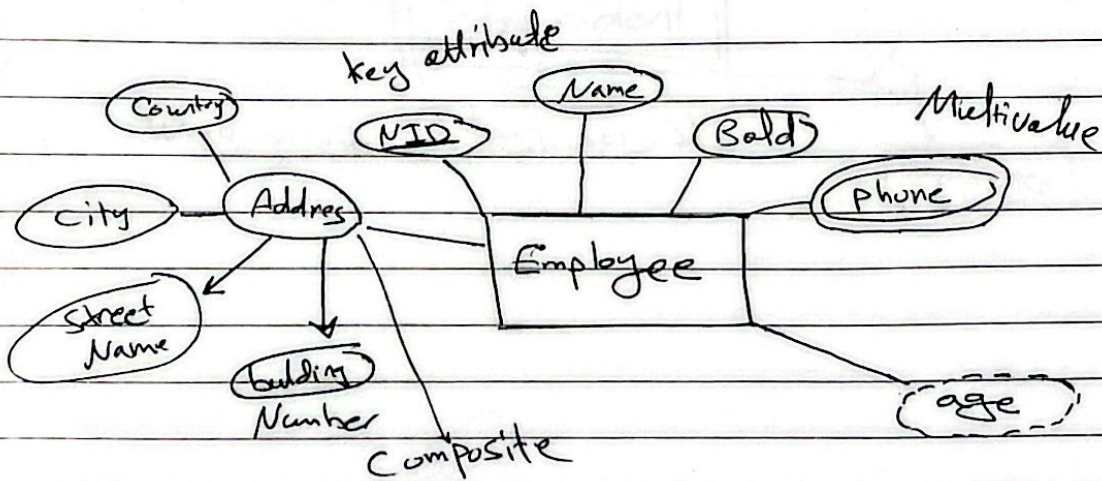 key attribute
Name
Country
NID
Bold
Multivalue
City
Addres
phone
Employee
Street
Name
bulding
Number
age
Composite